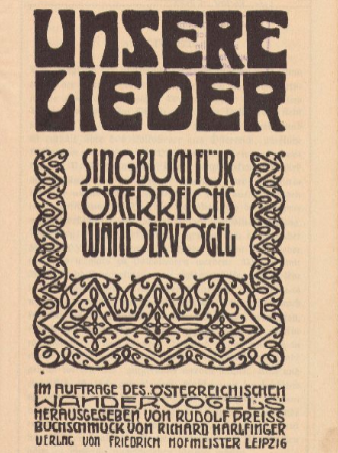 UNSERE
LIEDER
SINGBUCH FÜR
ÖSTERREICHS
WANDERVÖGEL
IM AUFTRAGE DES „ÖSTERREICHISCHEN
WANDERVOGELS“
HERAUSGEGEBEN VON RUDOLF PREISS
BUCHSCHMUCK VON RICHARD HARLFINGER
VERLAG VON FRIEDRICH HOFMEISTER LEIPZIG